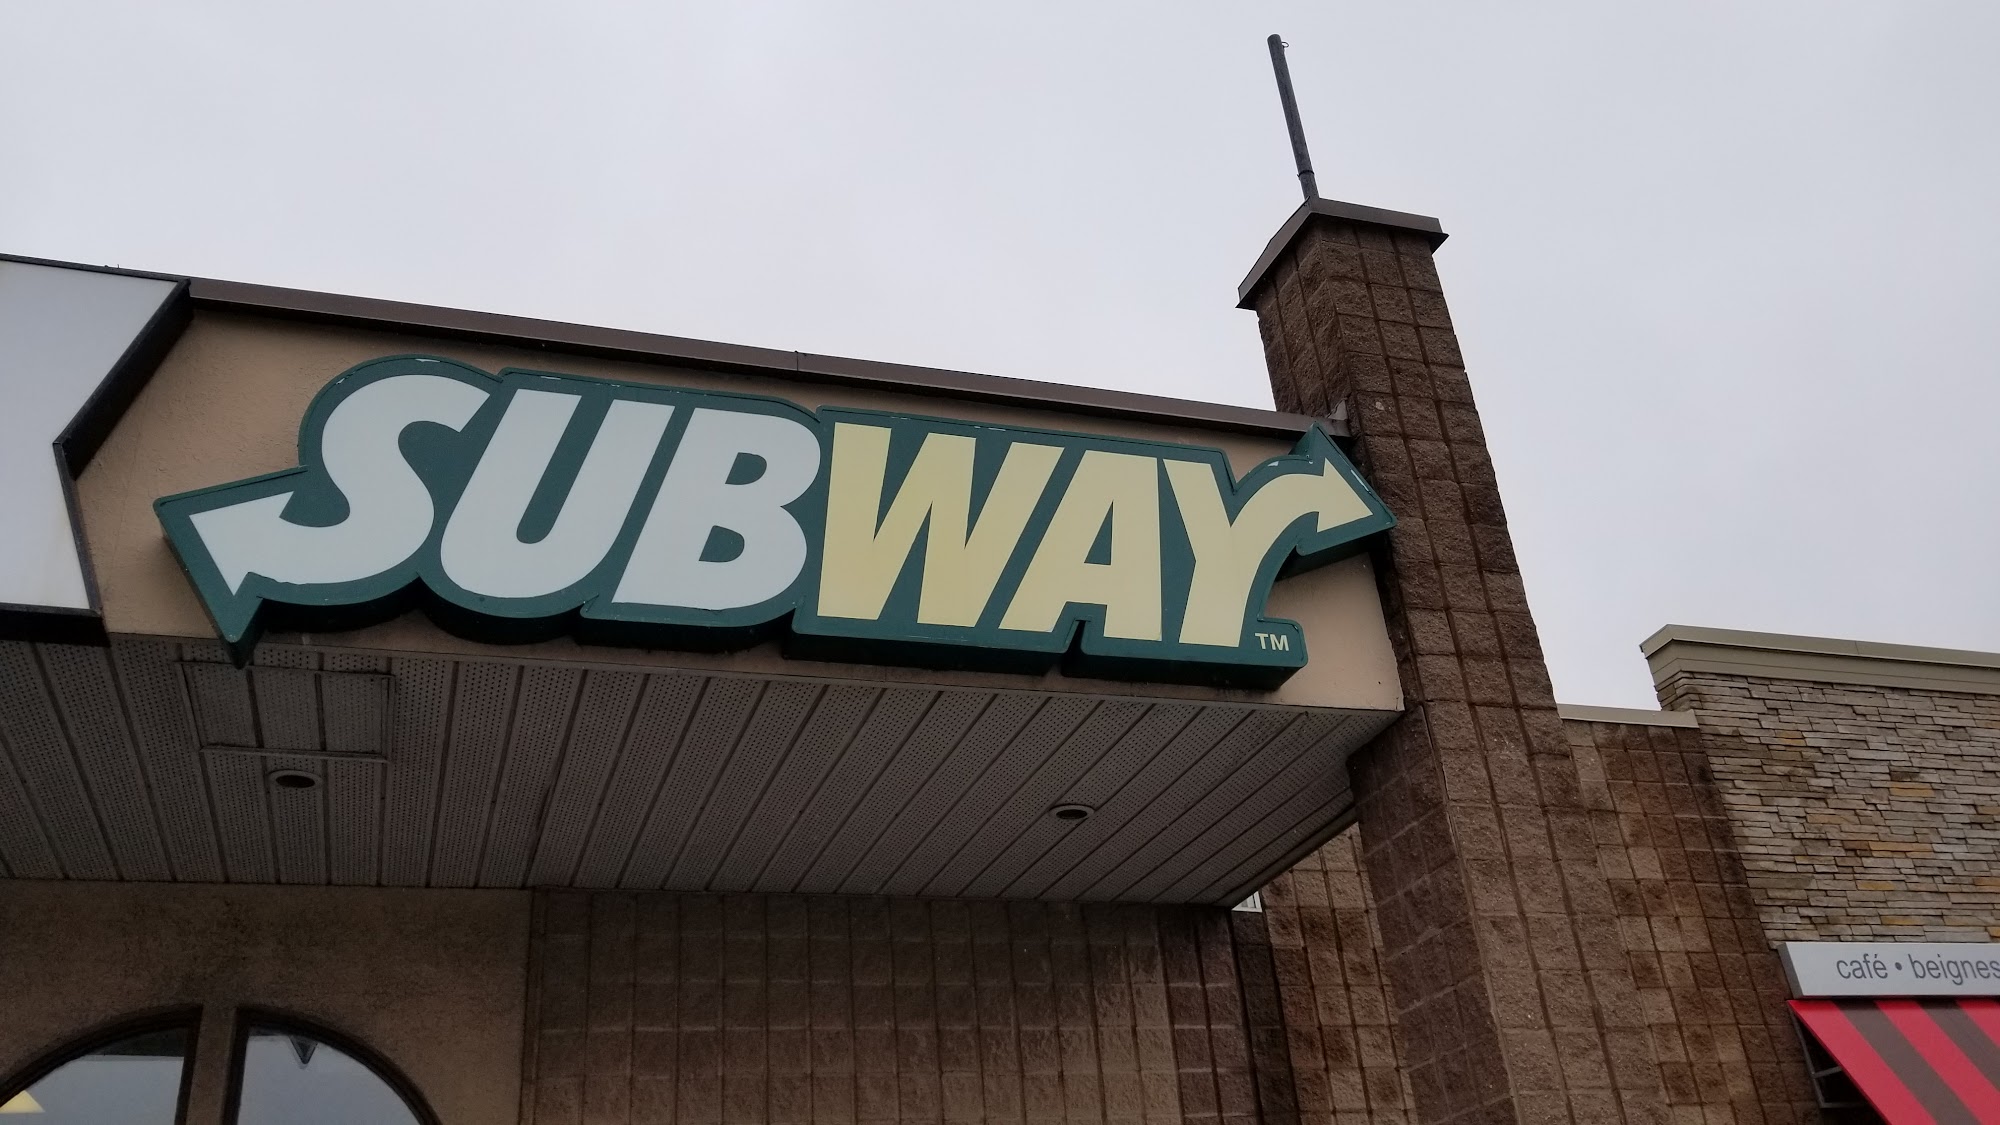 SUBWAY TM
café • beignes